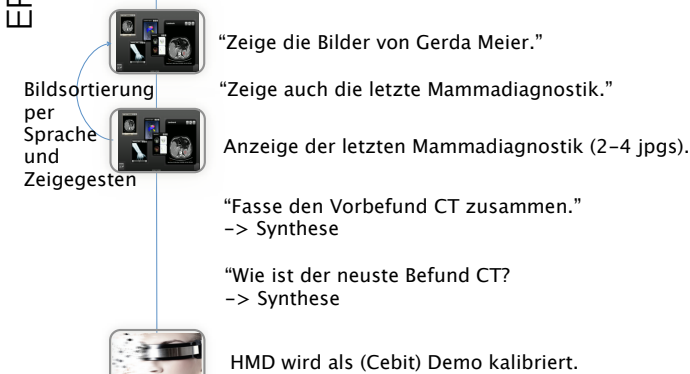 “Zeige die Bilder von Gerda Meier.”
Bildsortierung
per
Sprache
und
Zeigegesten
“Zeige auch die letzte Mammadiagnostik.”
Anzeige der letzten Mammadiagnostik (2-4 jpgs).
“Fasse den Vorbefund CT zusammen.”
-> Synthese
“Wie ist der neuste Befund CT?
-> Synthese
HMD wird als (Cebit) Demo kalibriert.